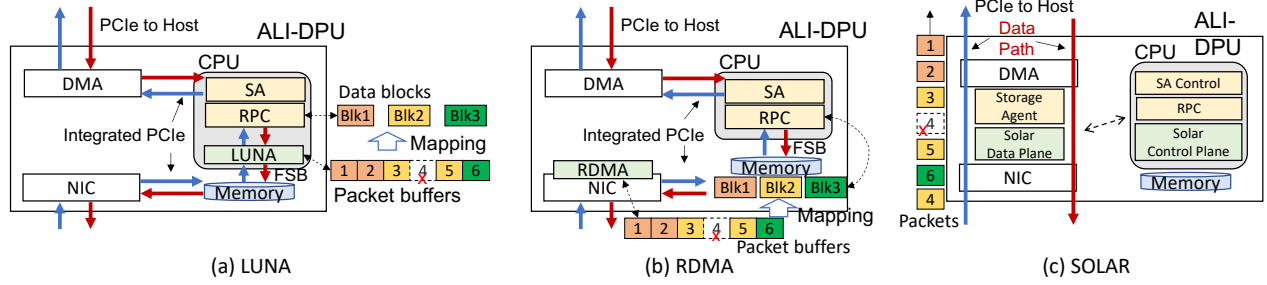 PCIe to Host
ALI-DPU
CPU
DMA
SA
RPC
Integrated PCIe
LUNA
FSB
NIC
Memory
Data blocks
Blk1 Blk2 Blk3
Mapping
1 2 3 4 5 6
Packet buffers
(a) LUNA
PCIe to Host
ALI-DPU
CPU
DMA
SA
RPC
Integrated PCIe
FSB
Memory
RDMA
NIC
Blk1 Blk2 Blk3
Mapping
1 2 3 4 5 6
Packet buffers
(b) RDMA
PCIe to Host
ALI-
DPU
Data
Path
CPU
1
2
3
4
5
6
4
Packets
DMA
Storage
Agent
Solar
Data Plane
NIC
SA Control
RPC
Solar
Control Plane
Memory
(c) SOLAR